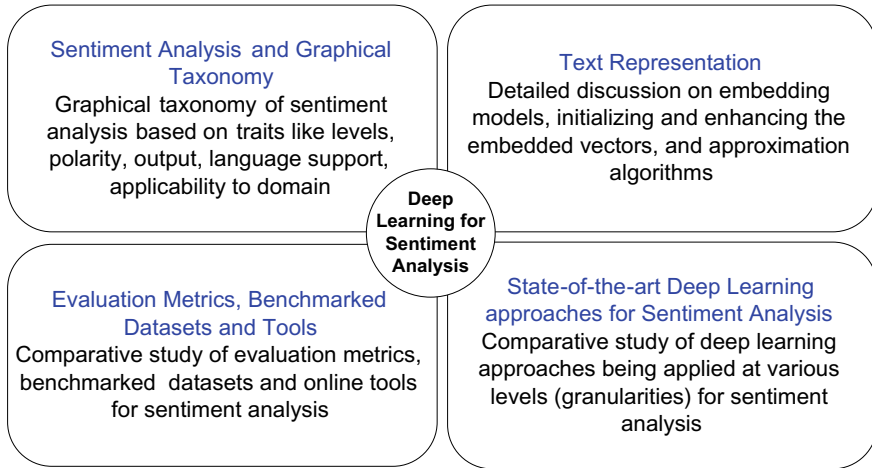 Sentiment Analysis and Graphical
Taxonomy
Graphical taxonomy of sentiment
analysis based on traits like levels,
polarity, output, language support,
applicability to domain
Text Representation
Detailed discussion on embedding
models, initializing and enhancing the
embedded vectors, and approximation
algorithms
Deep
Learning for
Sentiment
Analysis
Evaluation Metrics, Benchmarked
Datasets and Tools
Comparative study of evaluation metrics,
benchmarked datasets and online tools
for sentiment analysis
State-of-the-art Deep Learning
approaches for Sentiment Analysis
Comparative study of deep learning
approaches being applied at various
levels (granularities) for sentiment
analysis